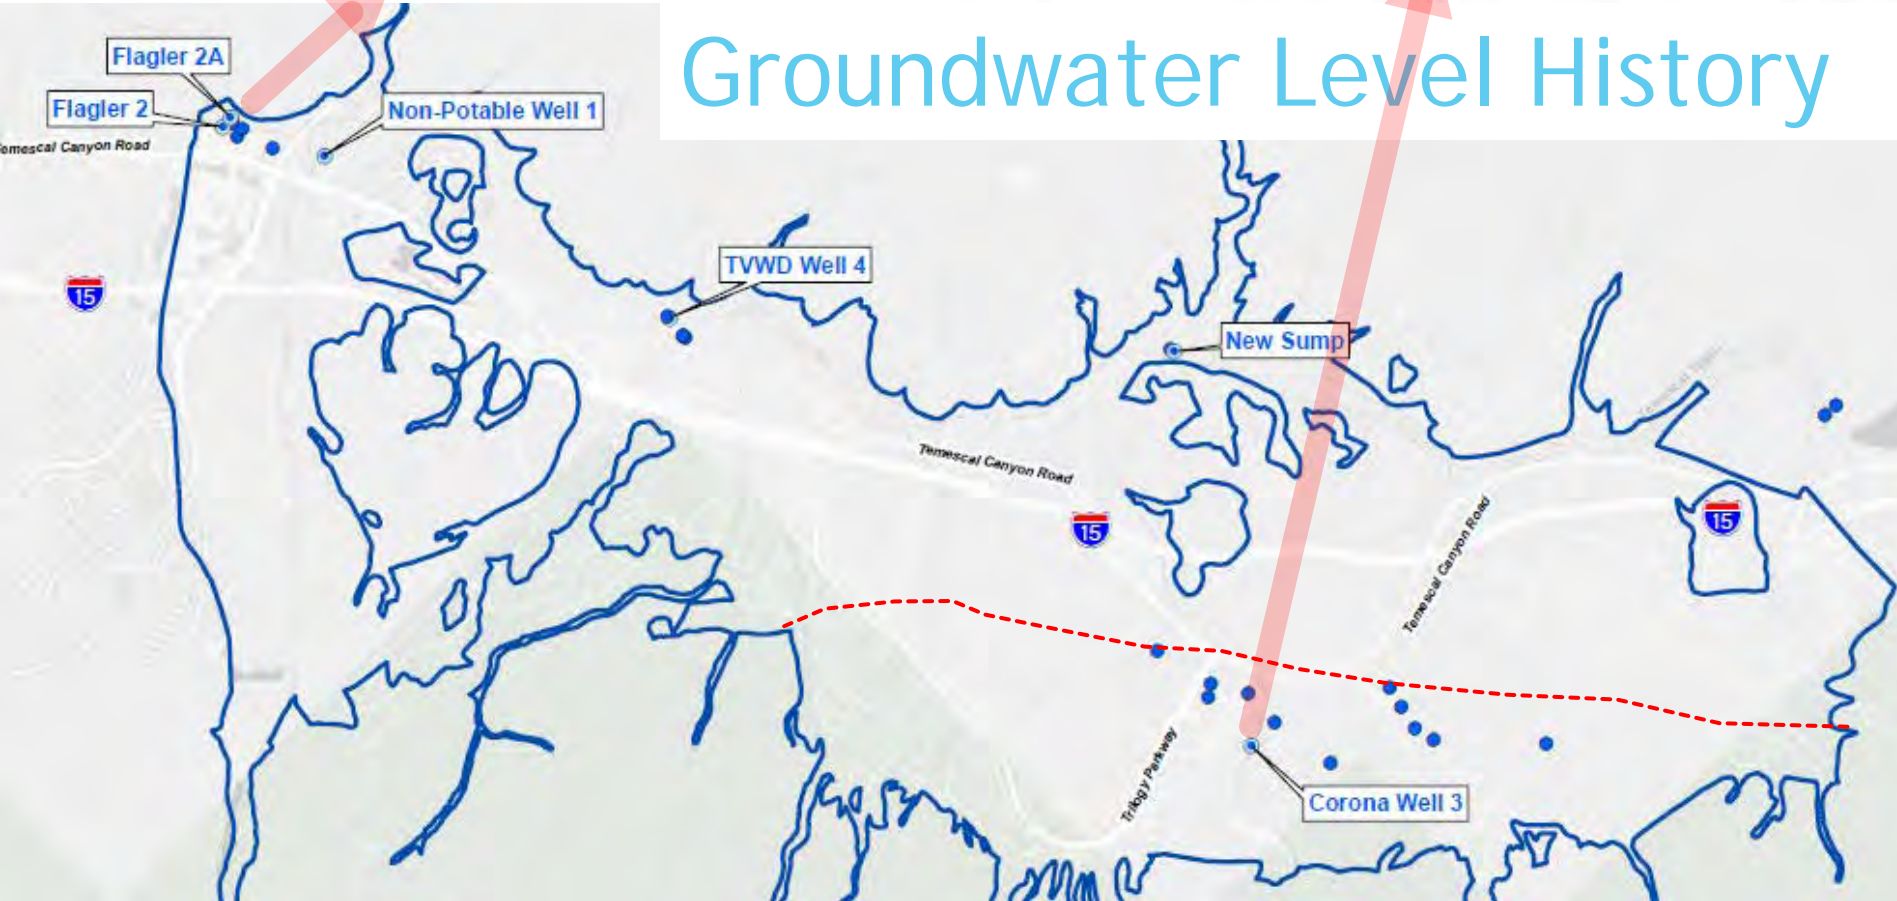 Groundwater Level History
Flagler 2A
Flagler 2
Non-Potable Well 1
emescal Canyon Road
15
TVWD Well 4
New Sump
Temescal Canyon Road
15
15
Temescal Canyon Road
Trilogy Parkway
Corona Well 3